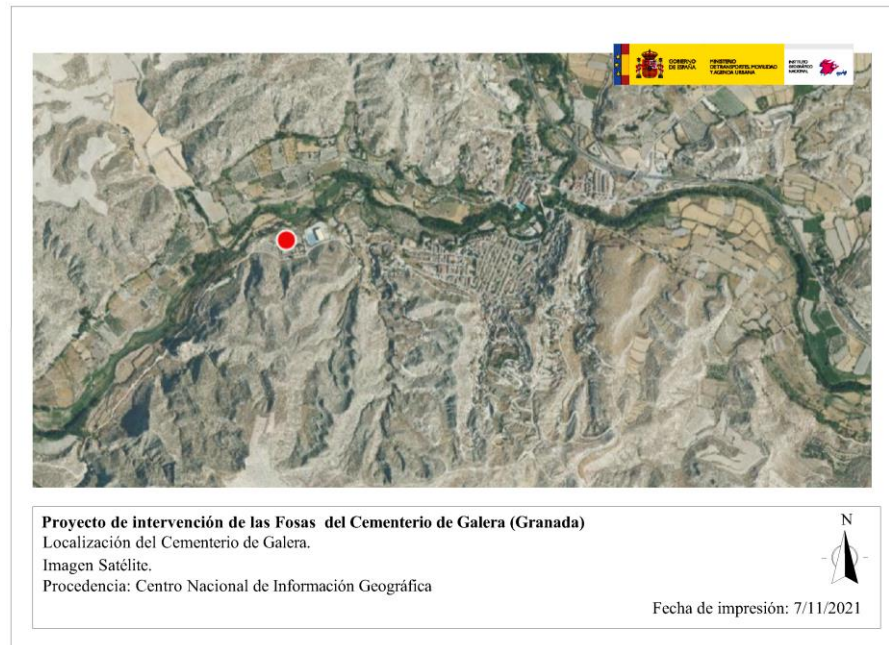 GOBIERNO
DE ESPAÑA
MINISTERIO
DE TRANSPORTES, MOVILIDAD
Y AGENDA URBANA
INSTITUTO
GEOGRÁFICO
NACIONAL
Proyecto de intervención de las Fosas del Cementerio de Galera (Granada)
Localización del Cementerio de Galera.
Imagen Satélite.
Procedencia: Centro Nacional de Información Geográfica
N
Fecha de impresión: 7/11/2021